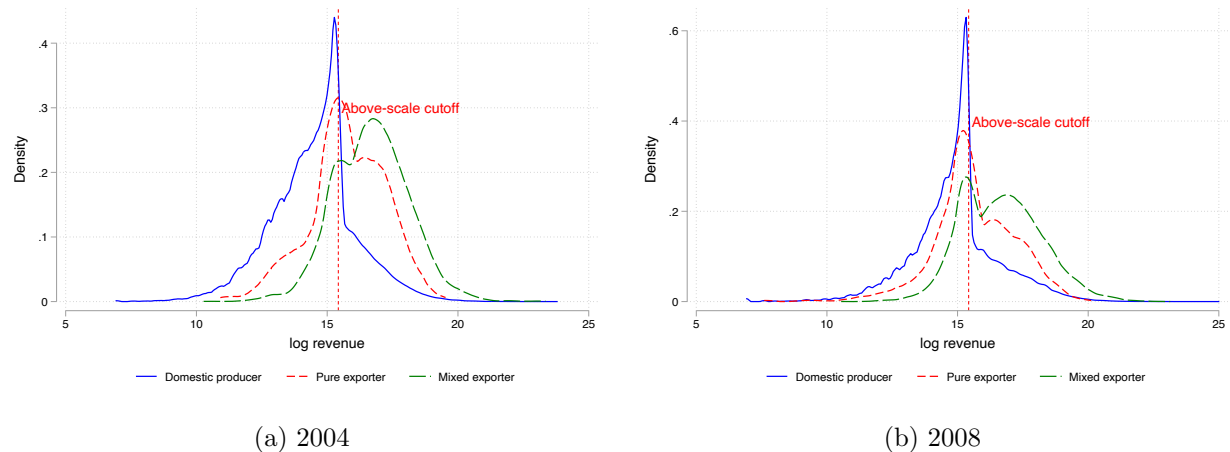 .4
.3
.2
.1
0
Density
Above-scale cutoff
5 10 15 20 25
log revenue
Domestic producer Pure exporter Mixed exporter
(a) 2004
.6
.4
.2
0
Density
Above-scale cutoff
5 10 15 20 25
log revenue
Domestic producer Pure exporter Mixed exporter
(b) 2008